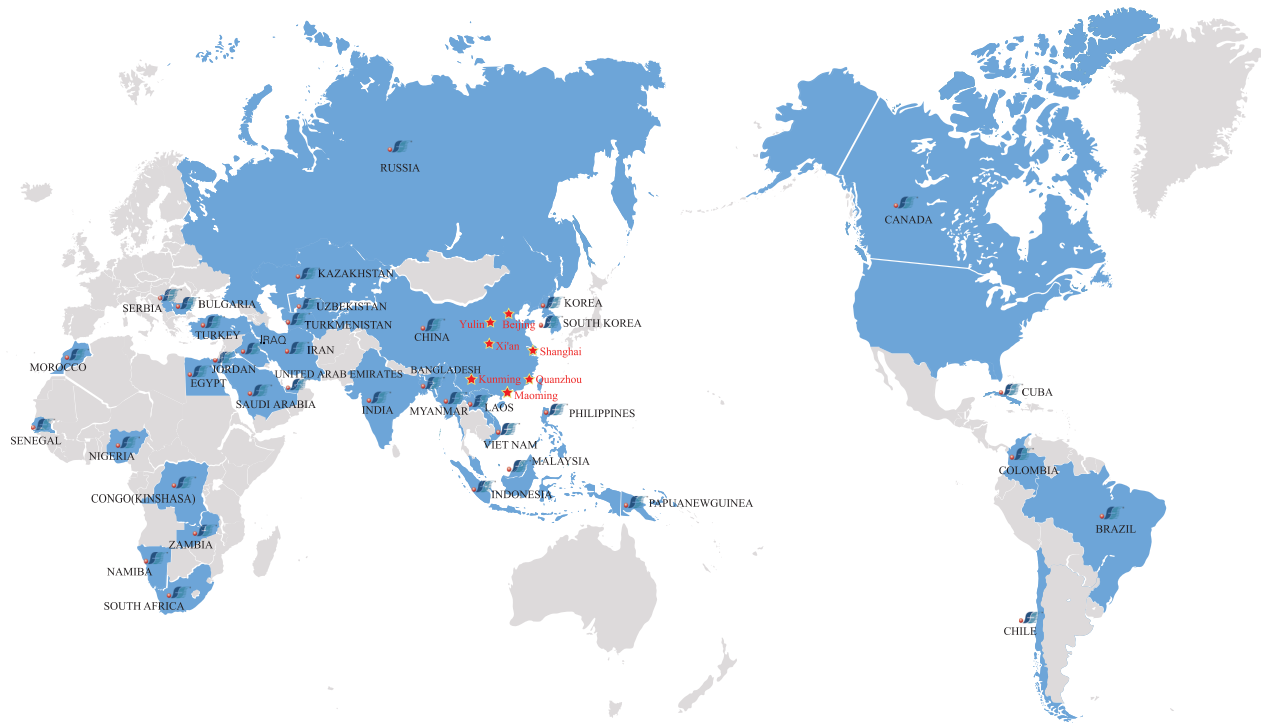 RUSSIA
CANADA
KAZAKHSTAN
SERBIA
BULGARIA
UZBEKISTAN
KOREA
TURKEY
TURKMENISTAN
CHINA
Yulin
Beijing
SOUTH KOREA
IRAQ
IRAN
Xi'an
Shanghai
MOROCCO
JORDAN
EGYPT
UNITED ARAB EMIRATES
BANGLADESH
Kunming
Quanzhou
Maoming
SAUDI ARABIA
INDIA
MYANMAR
LAOS
PHILIPPINES
CUBA
SENEGAL
NIGERIA
VIET NAM
MALAYSIA
COLOMBIA
CONGO(KINSHASA)
INDONESIA
PAPUANEWGUINEA
BRAZIL
ZAMBIA
NAMIBA
SOUTH AFRICA
CHILE